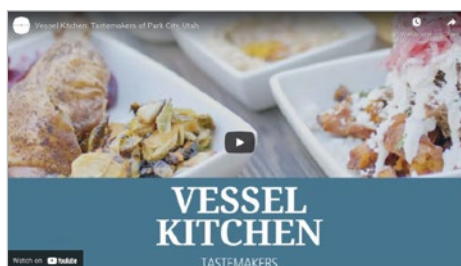 Vessel Kitchen: Tastemakers of Park City, Utah
VESSEL
KITCHEN
TASTEMAKERS
Watch on YouTube